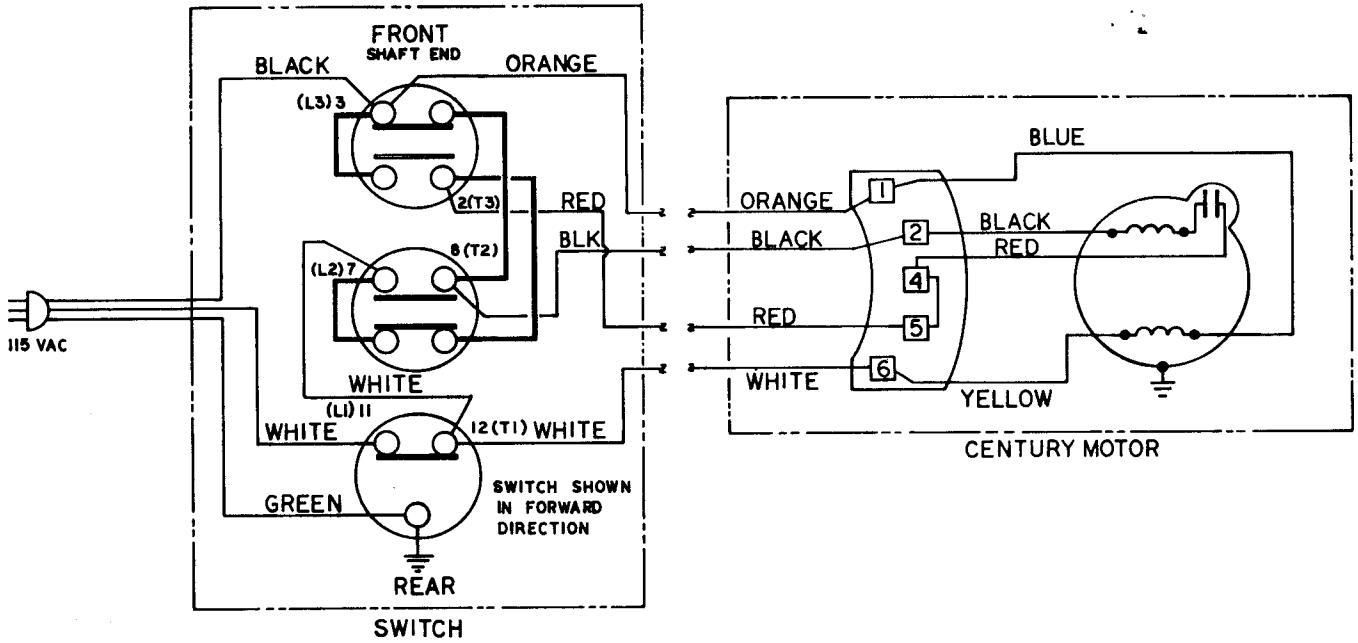 FRONT
SHAFT END
BLACK
ORANGE
(L3)3
2(T3)
RED
BLK
8(T2)
(L2)7
115 VAC
WHITE
(L1)11
WHITE
12(T1) WHITE
GREEN
SWITCH SHOWN
IN FORWARD
DIRECTION
REAR
SWITCH
BLUE
ORANGE
1
BLACK
2
BLACK
RED
4
RED
5
WHITE
6
YELLOW
CENTURY MOTOR